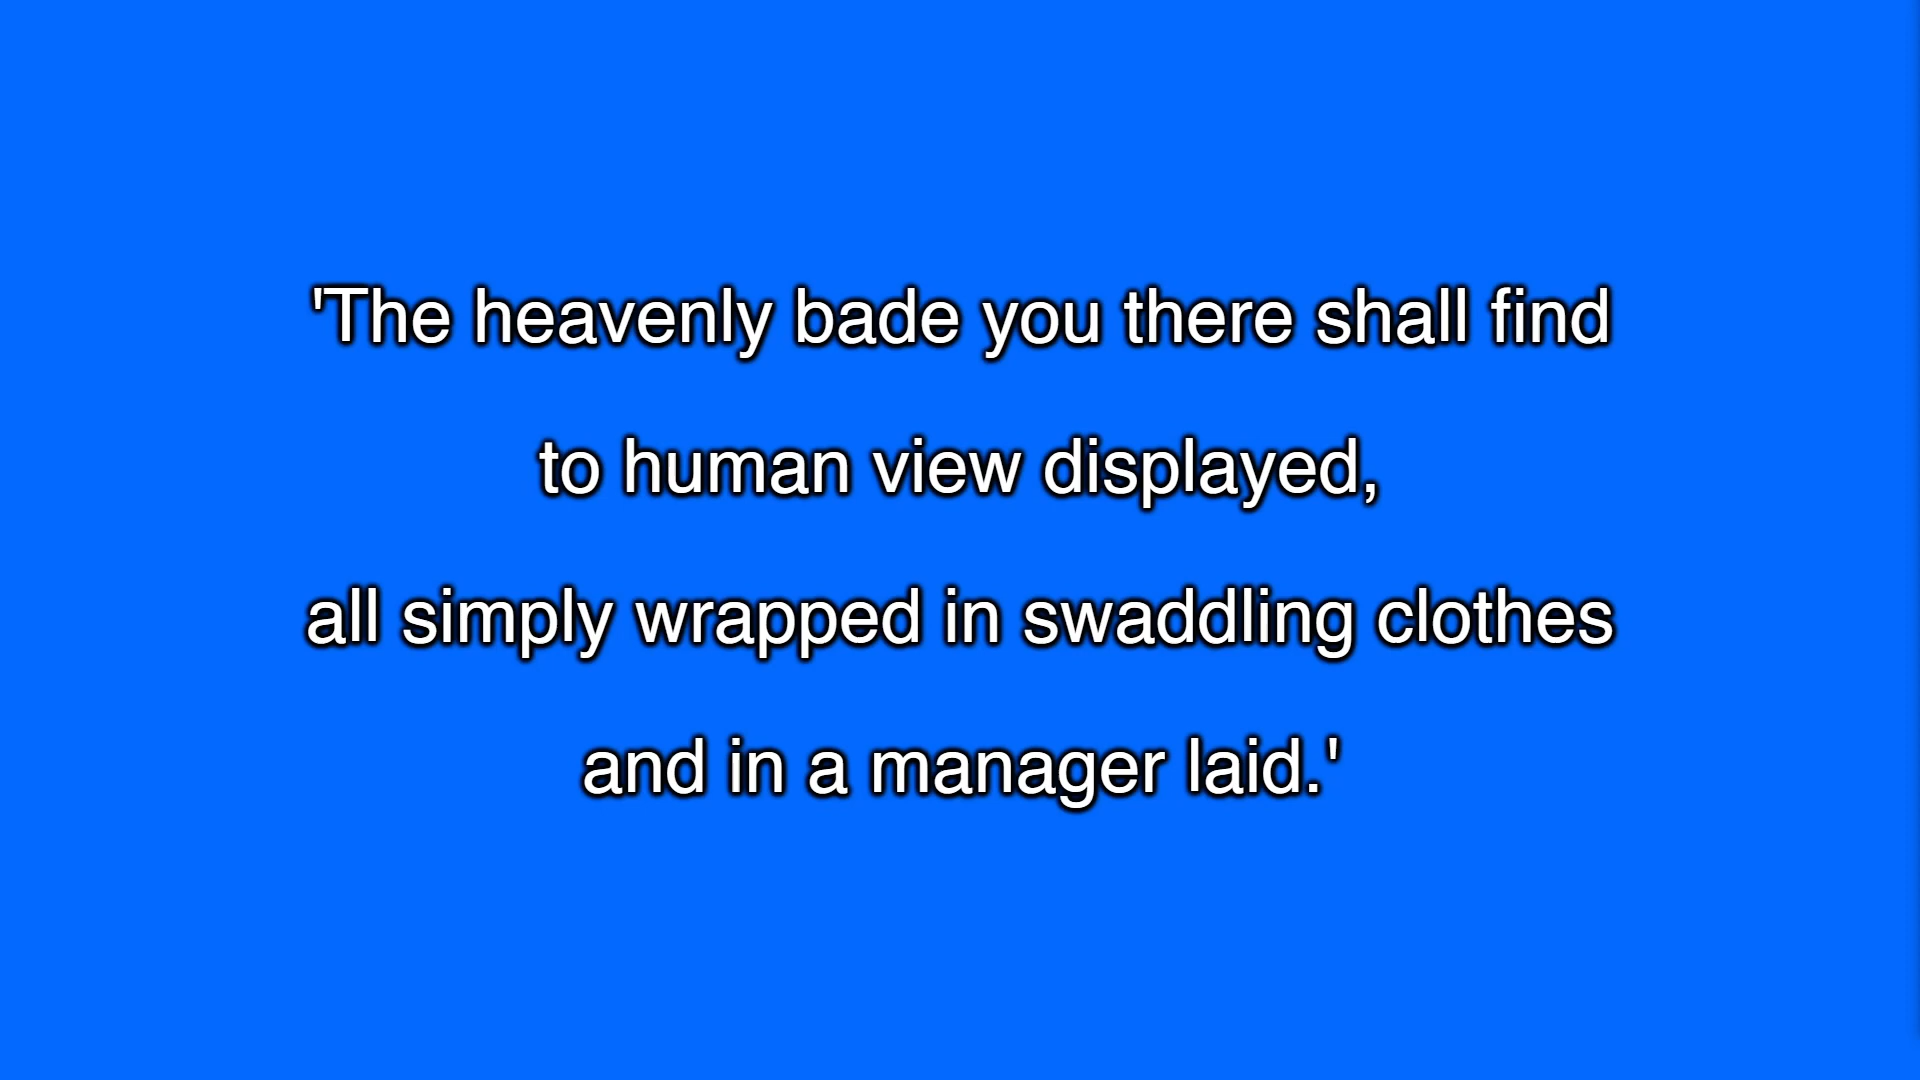 'The heavenly bade you there shall find
to human view displayed,
all simply wrapped in swaddling clothes
and in a manager laid.'